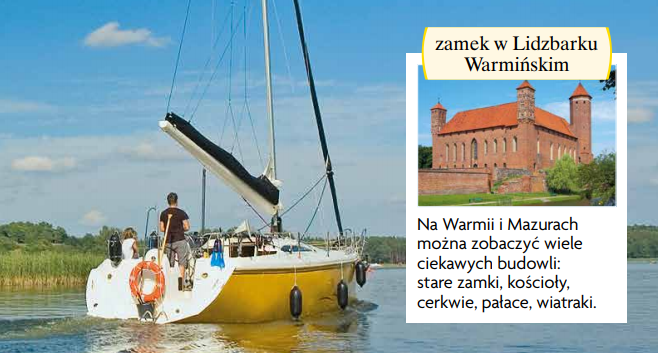 zamek w Lidzbarku
Warmińskim
Na Warmii i Mazurach
można zobaczyć wiele
ciekawych budowli:
stare zamki, kościoły,
cerkwie, pałace, wiatraki.